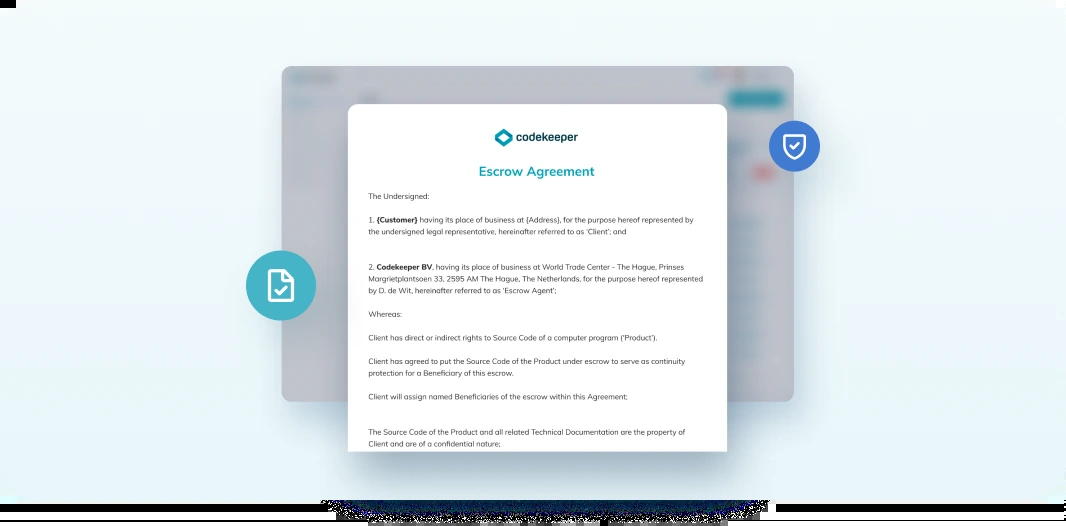 codekeeper
Escrow Agreement
The Undersigned:
1. {Customer} having its place of business at {Address}, for the purpose hereof represented by
the undersigned legal representative, hereinafter referred to as ‘Client’; and
2. Codekeeper BV, having its place of business at World Trade Center - The Hague, Prinses
Margrietplantsoen 33, 2595 AM The Hague, The Netherlands, for the purpose hereof represented
by D. de Wit, hereinafter referred to as ‘Escrow Agent’;
Whereas:
Client has direct or indirect rights to Source Code of a computer program (‘Product’).
Client has agreed to put the Source Code of the Product under escrow to serve as continuity
protection for a Beneficiary of this escrow.
Client will assign named Beneficiaries of the escrow within this Agreement;
The Source Code of the Product and all related Technical Documentation are the property of
Client and are of a confidential nature;